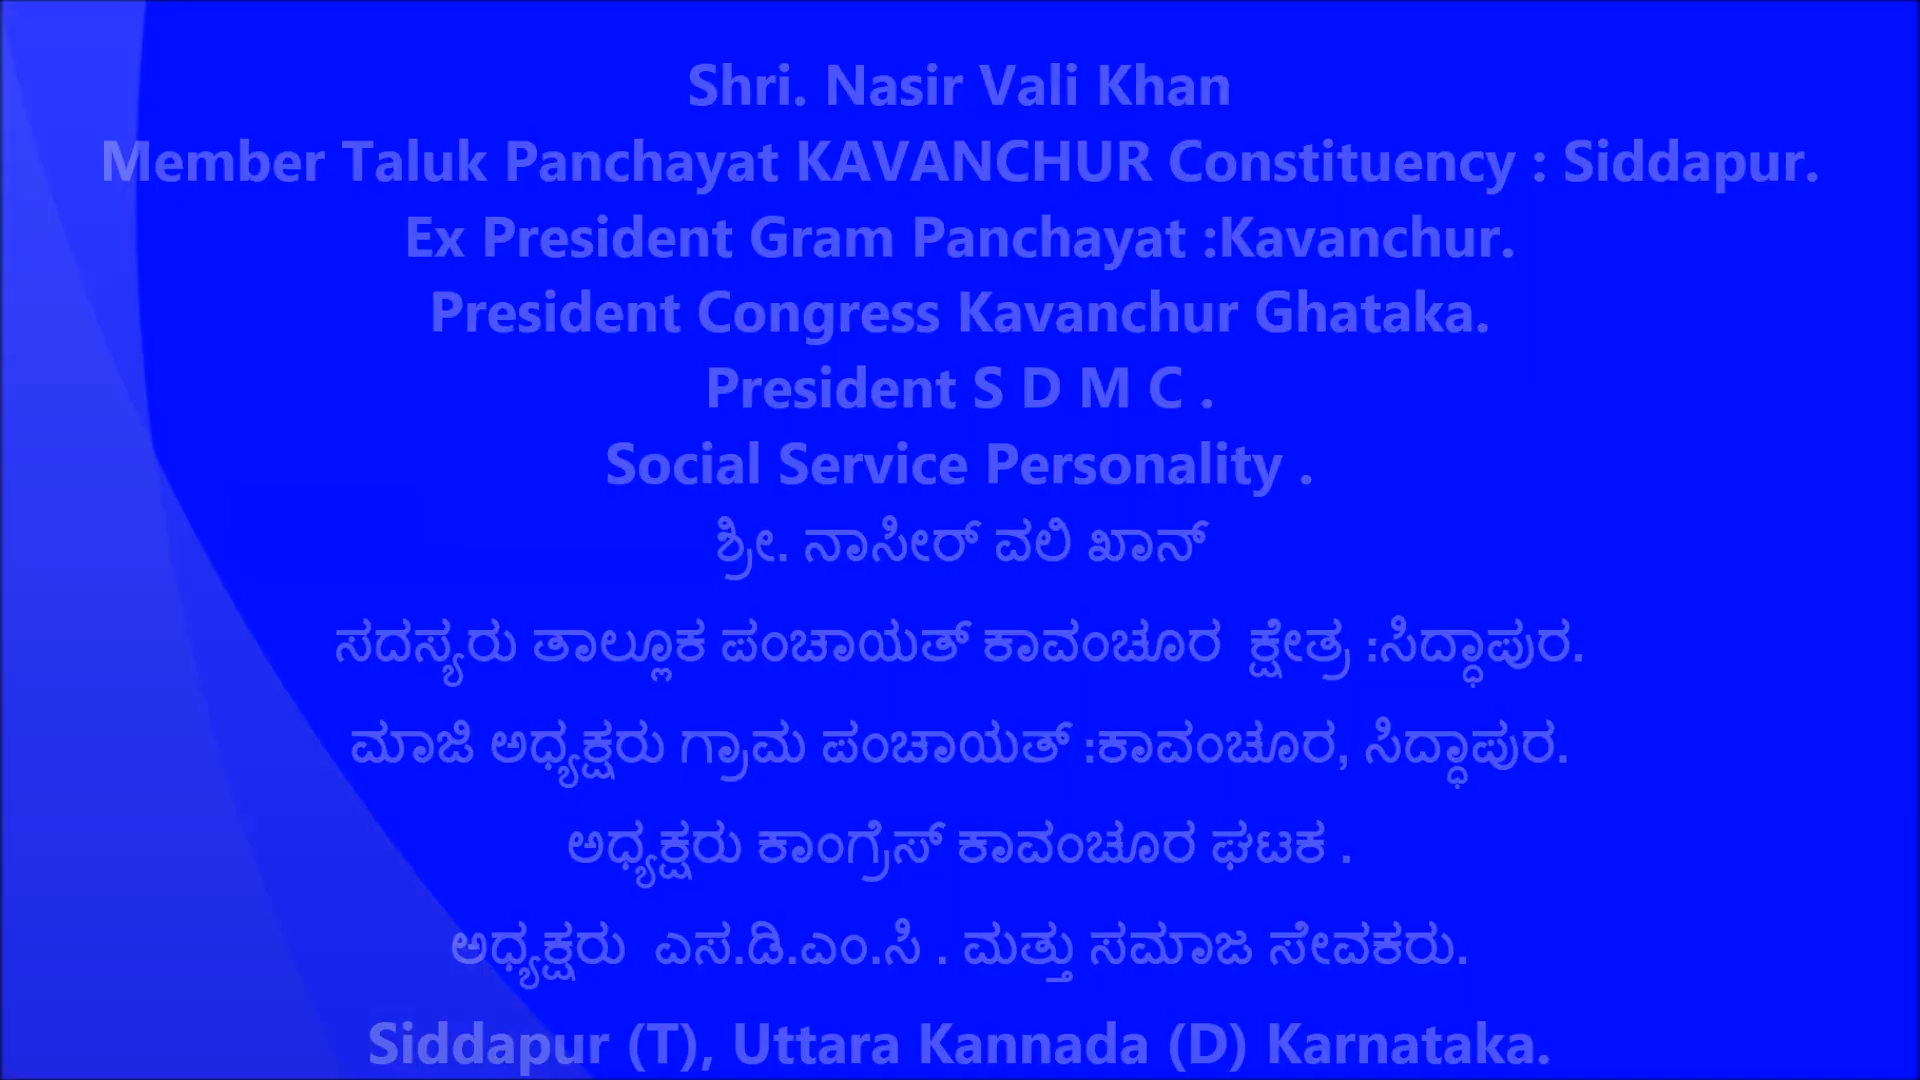 Shri. Nasir Vali Khan
Member Taluk Panchayat KAVANCHUR Constituency : Siddapur.
Ex President Gram Panchayat :Kavanchur.
President Congress Kavanchur Ghataka.
President S D M C .
Social Service Personality .
ಶ್ರೀ. ನಾಸೀರ್ ವಲಿ ಖಾನ್
ಸದಸ್ಯರು ತಾಲ್ಲೂಕ ಪಂಚಾಯತ್ ಕಾವಂಚೂರ ಕ್ಷೇತ್ರ :ಸಿದ್ಧಾಪುರ.
ಮಾಜಿ ಅಧ್ಯಕ್ಷರು ಗ್ರಾಮ ಪಂಚಾಯತ್ :ಕಾವಂಚೂರ, ಸಿದ್ಧಾಪುರ.
ಅಧ್ಯಕ್ಷರು ಕಾಂಗ್ರೆಸ್ ಕಾವಂಚೂರ ಘಟಕ .
ಅಧ್ಯಕ್ಷರು ಎಸ.ಡಿ.ಎಂ.ಸಿ . ಮತ್ತು ಸಮಾಜ ಸೇವಕರು.
Siddapur (T), Uttara Kannada (D) Karnataka.